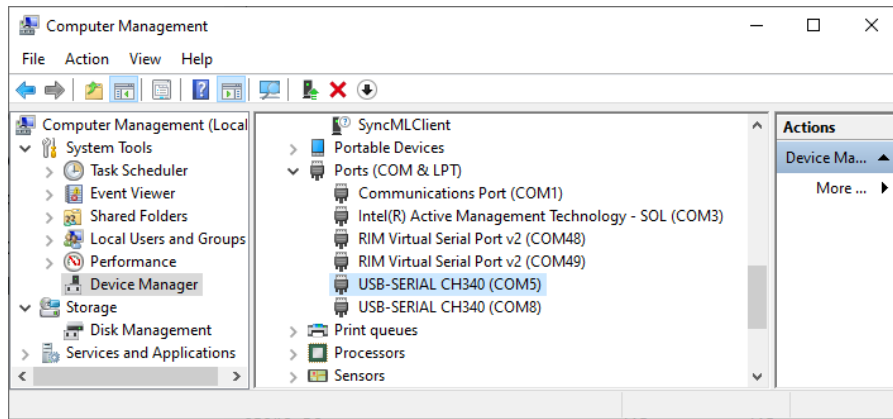 Computer Management
File Action View Help
Computer Management (Local
System Tools
Task Scheduler
Event Viewer
Shared Folders
Local Users and Groups
Performance
Device Manager
Storage
Disk Management
Services and Applications
SyncMLClient
Portable Devices
Ports (COM & LPT)
Communications Port (COM1)
Intel(R) Active Management Technology - SOL (COM3)
RIM Virtual Serial Port v2 (COM48)
RIM Virtual Serial Port v2 (COM49)
USB-SERIAL CH340 (COM5)
USB-SERIAL CH340 (COM8)
Print queues
Processors
Sensors
Actions
Device Ma...
More ...